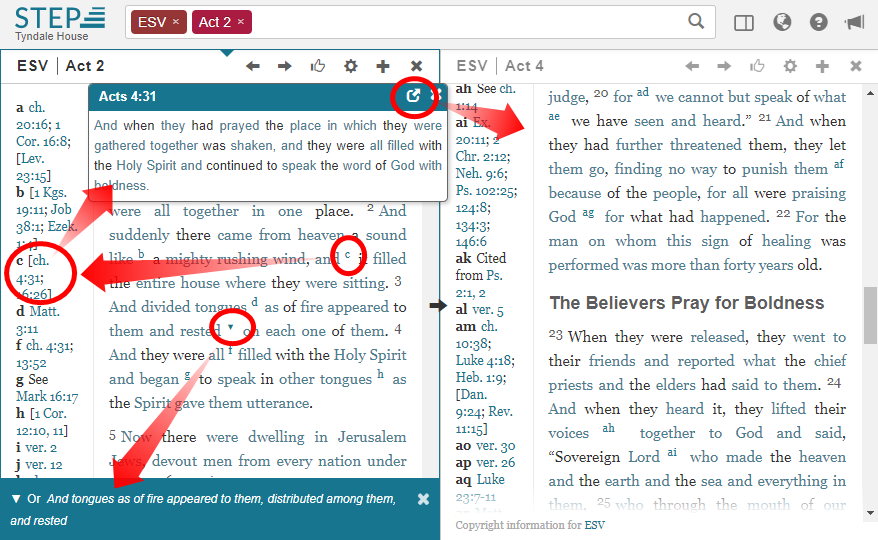 STEP
Tyndale House
ESV × Act 2 ×
ESV | Act 2
Acts 4:31
And when they had prayed the place in which they were
gathered together was shaken, and they were all filled with
the Holy Spirit and continued to speak the word of God with
boldness.
a ch.
20:16; 1
Cor. 16:8;
[Lev.
23:15]
b [1 Kgs.
19:11; Job
38:1; Ezek.
1:4]
c [ch.
4:31;
16:26]
d Matt.
3:11
f ch. 4:31;
13:52
g See
Mark 16:17
h [1 Cor.
12:10, 11]
i ver. 2
j ver. 12
were all together in one place. 2 And
suddenly there came from heaven a sound
like b a mighty rushing wind, and c it filled
the entire house where they were sitting. 3
And divided tongues d as of fire appeared to
them and rested ▼ on each one of them. 4
And they were all f filled with the Holy Spirit
and began g to speak in other tongues h as
the Spirit gave them utterance.
5 Now there were dwelling in Jerusalem
Jews, devout men from every nation under
▼ Or And tongues as of fire appeared to them, distributed among them,
and rested
ESV | Act 4
ah See ch.
1:14
ai Ex.
20:11; 2
Chr. 2:12;
Neh. 9:6;
Ps. 102:25;
124:8;
134:3;
146:6
ak Cited
from Ps.
2:1, 2
al ver. 5
am ch.
10:38;
Luke 4:18;
Heb. 1:9;
[Dan.
9:24; Rev.
11:15]
ao ver. 30
ap ver. 26
aq Luke
23:7-11
judge, 20 for ad we cannot but speak of what
ae we have seen and heard.” 21 And when
they had further threatened them, they let
them go, finding no way to punish them af
because of the people, for all were praising
God ag for what had happened. 22 For the
man on whom this sign of healing was
performed was more than forty years old.
The Believers Pray for Boldness
23 When they were released, they went to
their friends and reported what the chief
priests and the elders had said to them. 24
And when they heard it, they lifted their
voices ah together to God and said,
“Sovereign Lord ai who made the heaven
and the earth and the sea and everything in
them. 25 who through the mouth of our
Copyright information for ESV